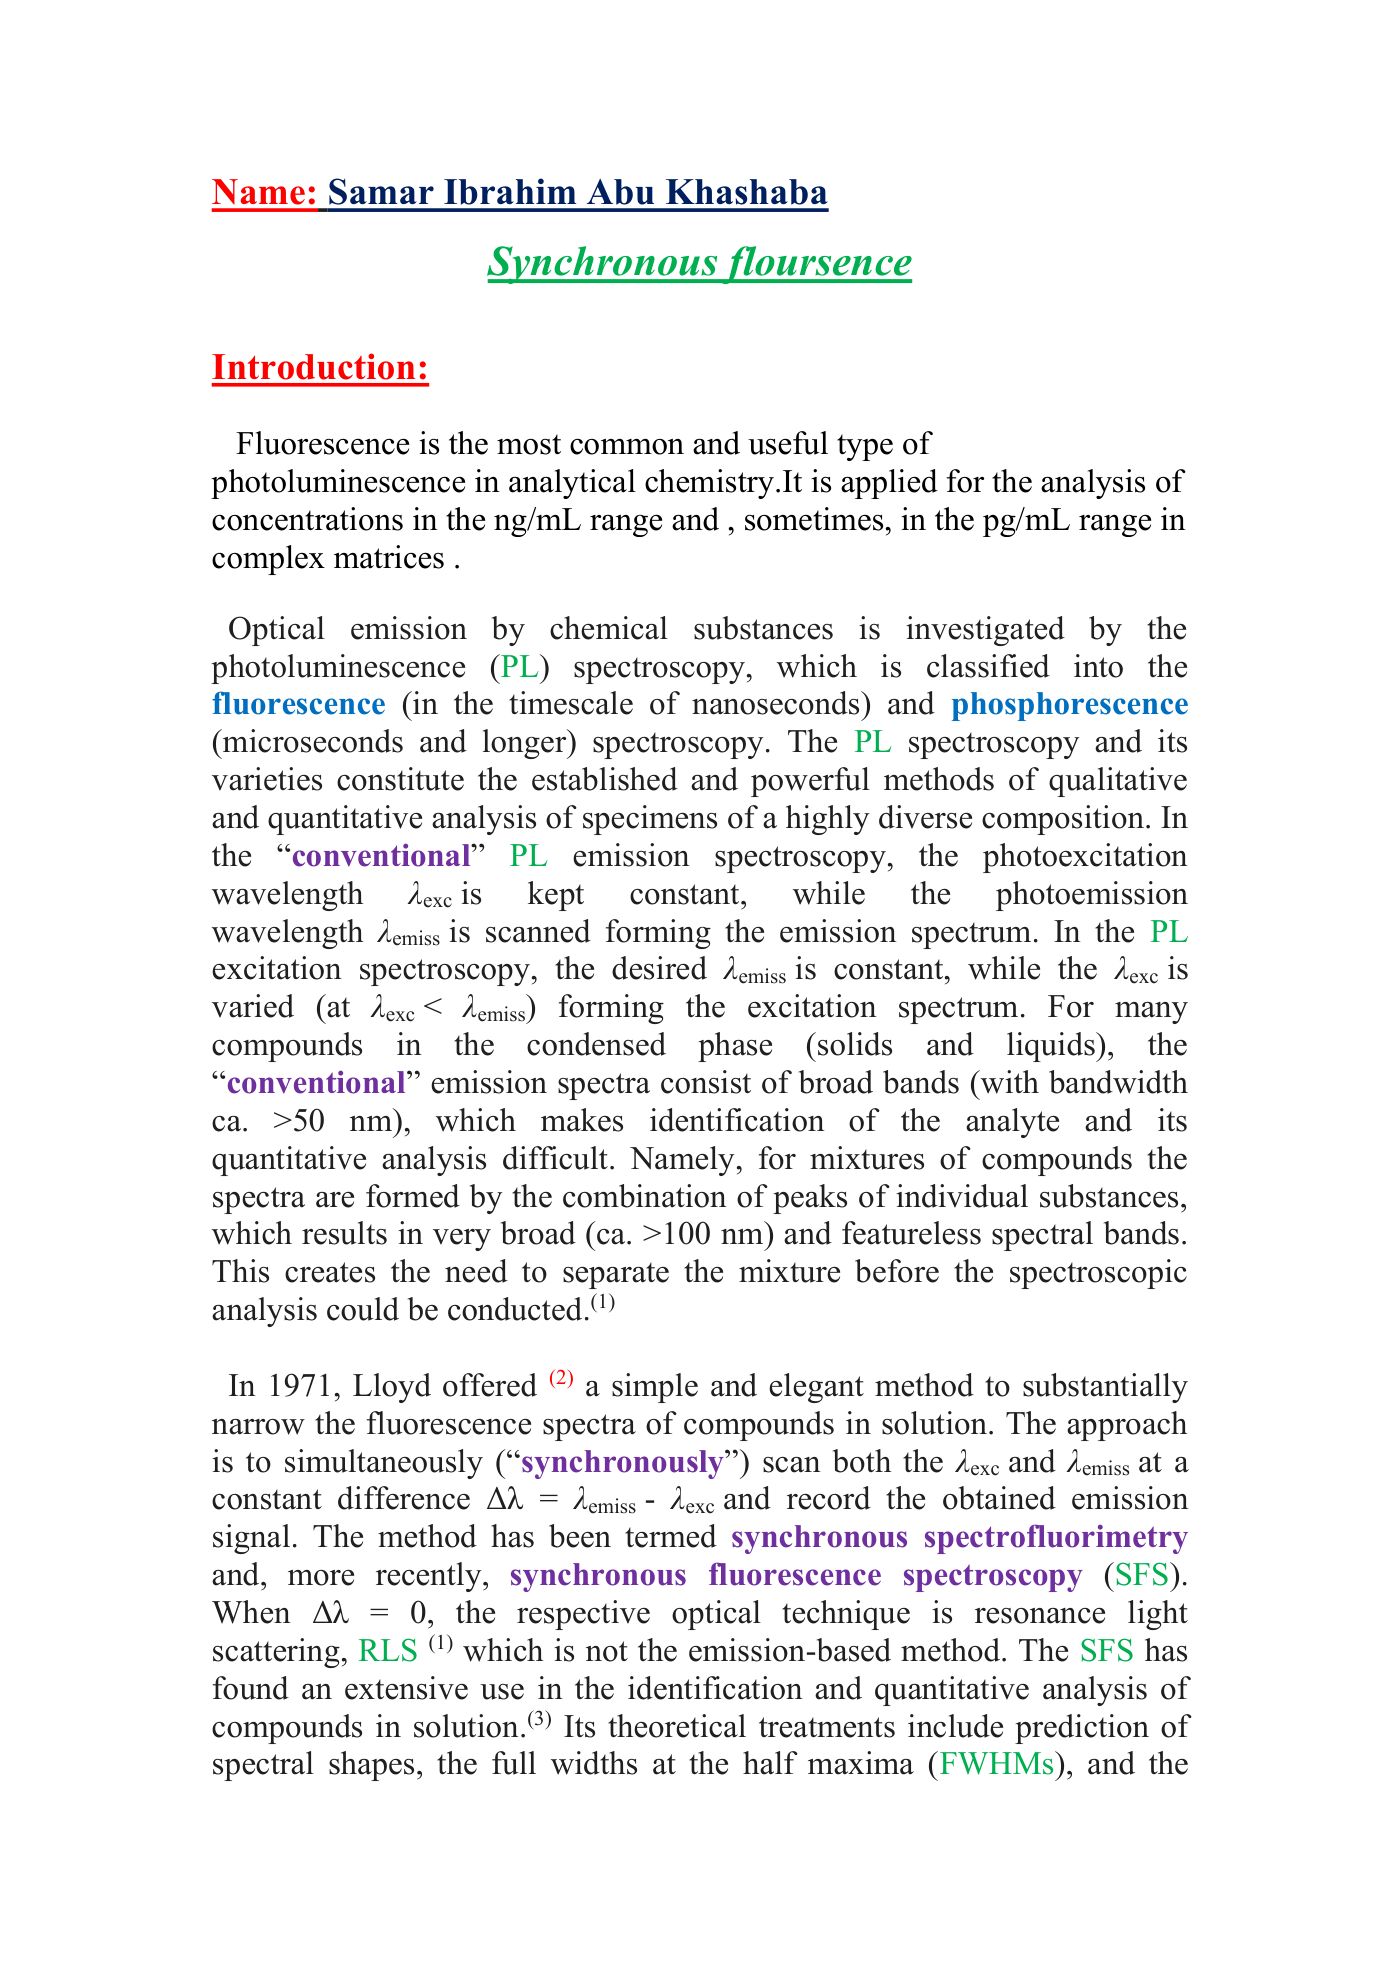 Name: Samar Ibrahim Abu Khashaba
Synchronous floursence
Introduction:
Fluorescence is the most common and useful type of
photoluminescence in analytical chemistry.It is applied for the analysis of
concentrations in the ng/mL range and , sometimes, in the pg/mL range in
complex matrices .
Optical emission by chemical substances is investigated by the
photoluminescence (PL) spectroscopy, which is classified into the
fluorescence (in the timescale of nanoseconds) and phosphorescence
(microseconds and longer) spectroscopy. The PL spectroscopy and its
varieties constitute the established and powerful methods of qualitative
and quantitative analysis of specimens of a highly diverse composition. In
the “conventional” PL emission spectroscopy, the photoexcitation
wavelength λexc is kept constant, while the photoemission
wavelength λemiss is scanned forming the emission spectrum. In the PL
excitation spectroscopy, the desired λemiss is constant, while the λexc is
varied (at λexc < λemiss) forming the excitation spectrum. For many
compounds in the condensed phase (solids and liquids), the
“conventional” emission spectra consist of broad bands (with bandwidth
ca. >50 nm), which makes identification of the analyte and its
quantitative analysis difficult. Namely, for mixtures of compounds the
spectra are formed by the combination of peaks of individual substances,
which results in very broad (ca. >100 nm) and featureless spectral bands.
This creates the need to separate the mixture before the spectroscopic
analysis could be conducted.(1)
In 1971, Lloyd offered (2) a simple and elegant method to substantially
narrow the fluorescence spectra of compounds in solution. The approach
is to simultaneously (“synchronously”) scan both the λexc and λemiss at a
constant difference Δλ = λemiss - λexc and record the obtained emission
signal. The method has been termed synchronous spectrofluorimetry
and, more recently, synchronous fluorescence spectroscopy (SFS).
When Δλ = 0, the respective optical technique is resonance light
scattering, RLS (1) which is not the emission-based method. The SFS has
found an extensive use in the identification and quantitative analysis of
compounds in solution.(3) Its theoretical treatments include prediction of
spectral shapes, the full widths at the half maxima (FWHMs), and the